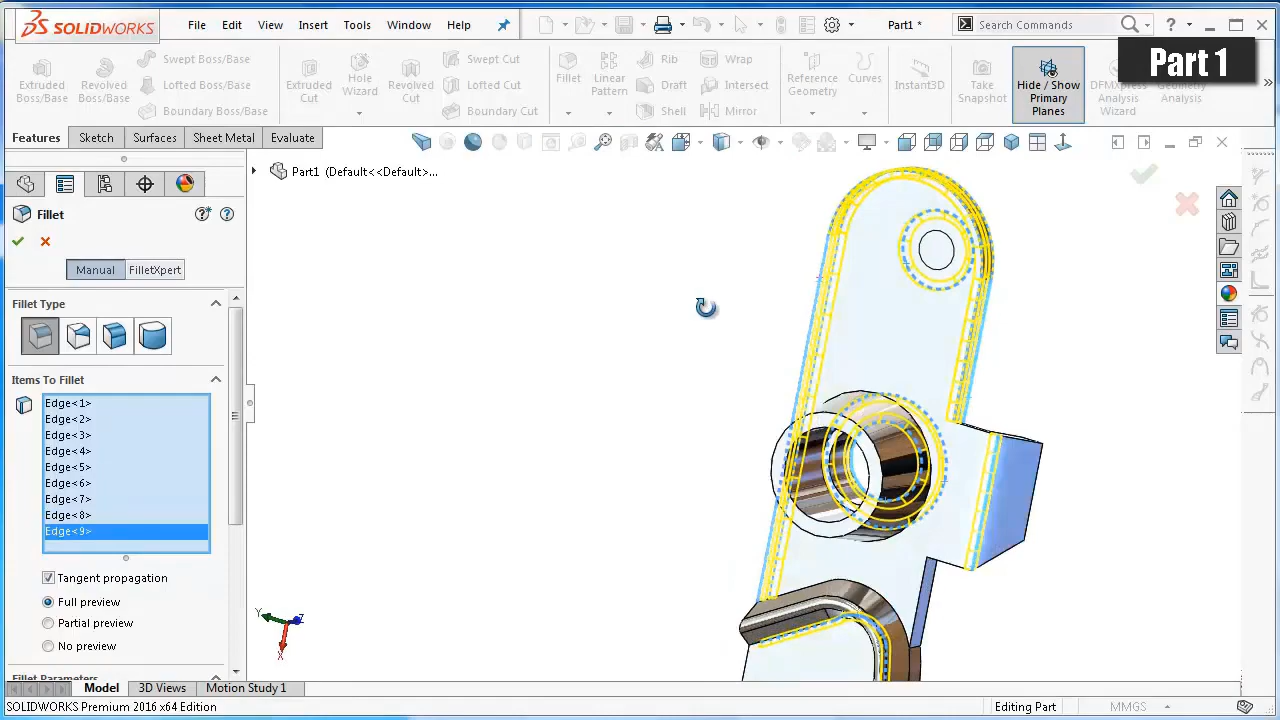 SOLIDWORKS File Edit View Insert Tools Window Help Part1 * Search Commands
Part 1
Extruded Boss/Base
Revolved Boss/Base
Swept Boss/Base
Lofted Boss/Base
Boundary Boss/Base
Extruded Cut
Hole Wizard
Revolved Cut
Swept Cut
Lofted Cut
Boundary Cut
Fillet
Linear Pattern
Rib
Draft
Shell
Wrap
Intersect
Mirror
Reference Geometry
Curves
Instant3D
Take Snapshot
Hide / Show Primary Planes
DFMXpress Analysis Wizard
Geometry Analysis
Features Sketch Surfaces Sheet Metal Evaluate
Part1 (Default<<Default>...
Fillet
Manual FilletXpert
Fillet Type
Items To Fillet
Edge<1>
Edge<2>
Edge<3>
Edge<4>
Edge<5>
Edge<6>
Edge<7>
Edge<8>
Edge<9>
Tangent propagation
Full preview
Partial preview
No preview
Fillet Parameters
Y Z
X
Model 3D Views Motion Study 1
SOLIDWORKS Premium 2016 x64 Edition Editing Part MMGS